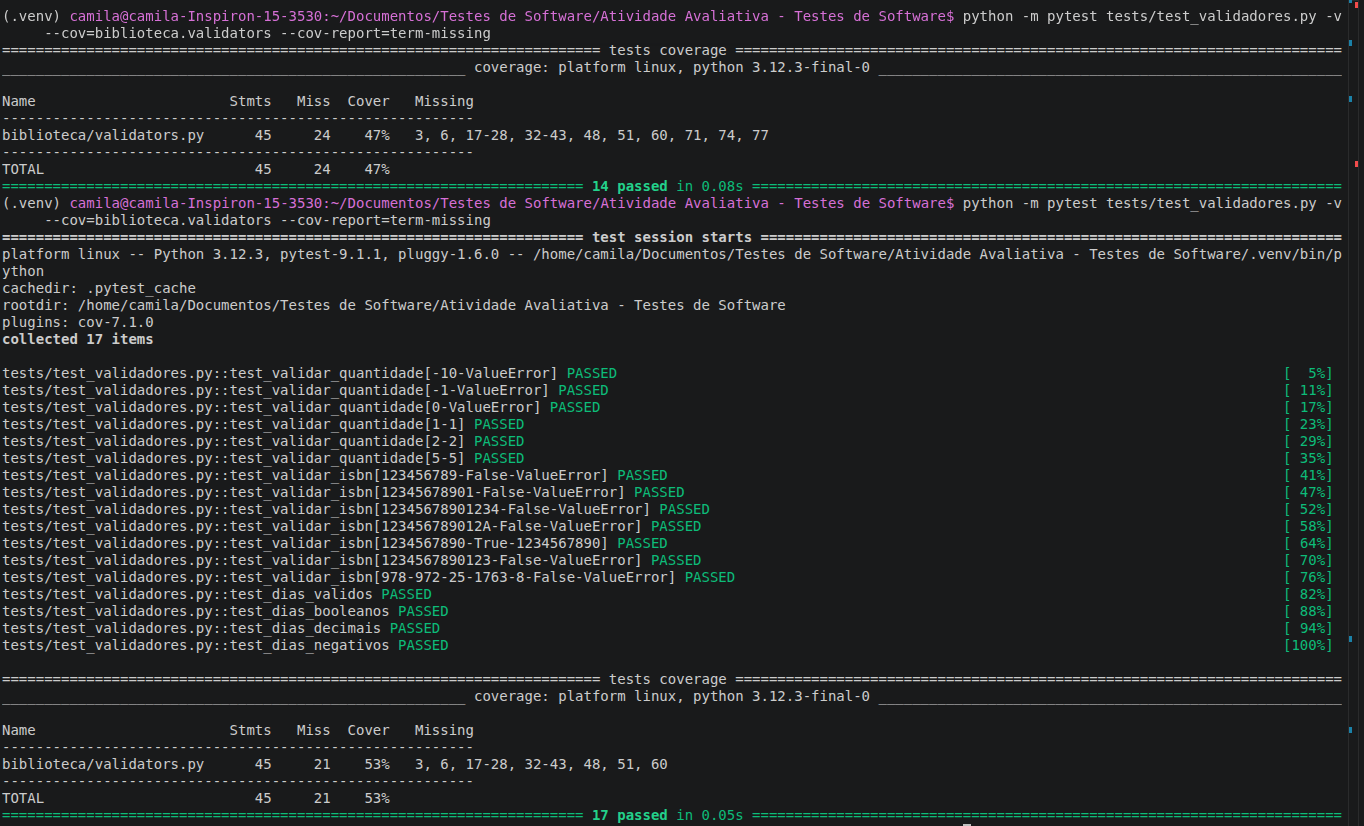 (.venv) camila@camila-Inspiron-15-3530:~/Documentos/Testes de Software/Atividade Avaliativa - Testes de Software$ python -m pytest tests/test_validadores.py -v
     --cov=biblioteca.validators --cov-report=term-missing
======================================================================= tests coverage ========================================================================
_______________________________________________________ coverage: platform linux, python 3.12.3-final-0 _______________________________________________________
Name                       Stmts   Miss  Cover   Missing
--------------------------------------------------------
biblioteca/validators.py      45     24    47%   3, 6, 17-28, 32-43, 48, 51, 60, 71, 74, 77
--------------------------------------------------------
TOTAL                         45     24    47%
===================================================================== 14 passed in 0.08s ======================================================================
(.venv) camila@camila-Inspiron-15-3530:~/Documentos/Testes de Software/Atividade Avaliativa - Testes de Software$ python -m pytest tests/test_validadores.py -v
     --cov=biblioteca.validators --cov-report=term-missing
===================================================================== test session starts =====================================================================
platform linux -- Python 3.12.3, pytest-9.1.1, pluggy-1.6.0 -- /home/camila/Documentos/Testes de Software/Atividade Avaliativa - Testes de Software/.venv/bin/p
ython
cachedir: .pytest_cache
rootdir: /home/camila/Documentos/Testes de Software/Atividade Avaliativa - Testes de Software
plugins: cov-7.1.0
collected 17 items
tests/test_validadores.py::test_validar_quantidade[-10-ValueError] PASSED [  5%]
tests/test_validadores.py::test_validar_quantidade[-1-ValueError] PASSED [ 11%]
tests/test_validadores.py::test_validar_quantidade[0-ValueError] PASSED [ 17%]
tests/test_validadores.py::test_validar_quantidade[1-1] PASSED [ 23%]
tests/test_validadores.py::test_validar_quantidade[2-2] PASSED [ 29%]
tests/test_validadores.py::test_validar_quantidade[5-5] PASSED [ 35%]
tests/test_validadores.py::test_validar_isbn[123456789-False-ValueError] PASSED [ 41%]
tests/test_validadores.py::test_validar_isbn[12345678901-False-ValueError] PASSED [ 47%]
tests/test_validadores.py::test_validar_isbn[12345678901234-False-ValueError] PASSED [ 52%]
tests/test_validadores.py::test_validar_isbn[123456789012A-False-ValueError] PASSED [ 58%]
tests/test_validadores.py::test_validar_isbn[1234567890-True-1234567890] PASSED [ 64%]
tests/test_validadores.py::test_validar_isbn[1234567890123-False-ValueError] PASSED [ 70%]
tests/test_validadores.py::test_validar_isbn[978-972-25-1763-8-False-ValueError] PASSED [ 76%]
tests/test_validadores.py::test_dias_validos PASSED [ 82%]
tests/test_validadores.py::test_dias_booleanos PASSED [ 88%]
tests/test_validadores.py::test_dias_decimais PASSED [ 94%]
tests/test_validadores.py::test_dias_negativos PASSED [100%]
======================================================================= tests coverage ========================================================================
_______________________________________________________ coverage: platform linux, python 3.12.3-final-0 _______________________________________________________
Name                       Stmts   Miss  Cover   Missing
--------------------------------------------------------
biblioteca/validators.py      45     21    53%   3, 6, 17-28, 32-43, 48, 51, 60
--------------------------------------------------------
TOTAL                         45     21    53%
===================================================================== 17 passed in 0.05s ======================================================================